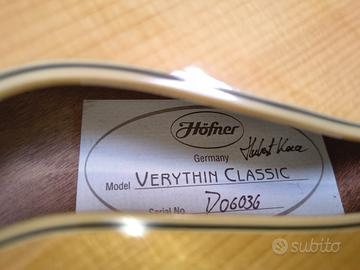 Höfner
Germany
Model VERYTHIN CLASSIC
Serial No D06036
subito